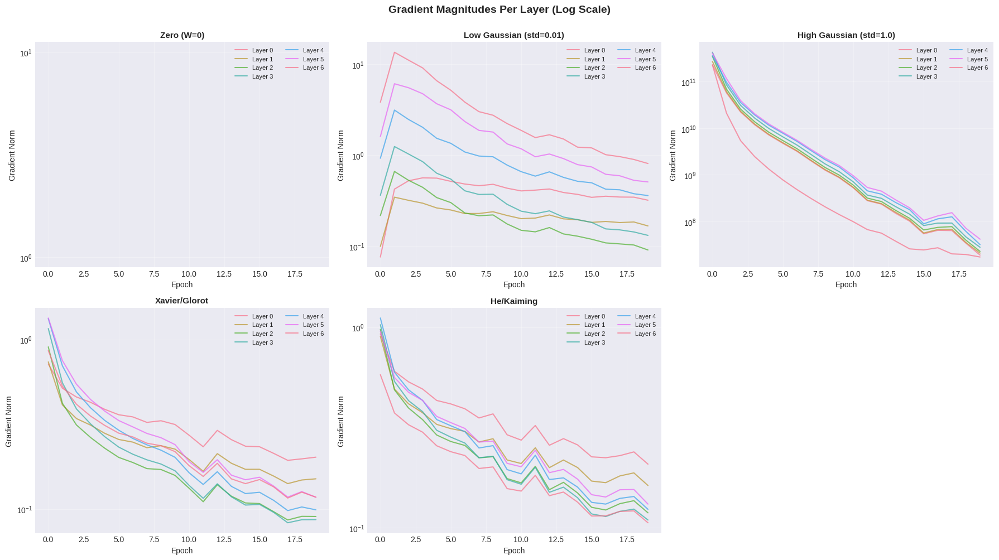 Gradient Magnitudes Per Layer (Log Scale)
Zero (W=0)
Gradient Norm
10¹
10⁰
Layer 0
Layer 1
Layer 2
Layer 3
Layer 4
Layer 5
Layer 6
0.0 2.5 5.0 7.5 10.0 12.5 15.0 17.5
Epoch
Low Gaussian (std=0.01)
Gradient Norm
10¹
10⁰
10⁻¹
Layer 0
Layer 1
Layer 2
Layer 3
Layer 4
Layer 5
Layer 6
0.0 2.5 5.0 7.5 10.0 12.5 15.0 17.5
Epoch
High Gaussian (std=1.0)
Gradient Norm
10¹¹
10¹⁰
10⁹
10⁸
Layer 0
Layer 1
Layer 2
Layer 3
Layer 4
Layer 5
Layer 6
0.0 2.5 5.0 7.5 10.0 12.5 15.0 17.5
Epoch
Xavier/Glorot
Gradient Norm
10⁰
10⁻¹
Layer 0
Layer 1
Layer 2
Layer 3
Layer 4
Layer 5
Layer 6
0.0 2.5 5.0 7.5 10.0 12.5 15.0 17.5
Epoch
He/Kaiming
Gradient Norm
10⁰
10⁻¹
Layer 0
Layer 1
Layer 2
Layer 3
Layer 4
Layer 5
Layer 6
0.0 2.5 5.0 7.5 10.0 12.5 15.0 17.5
Epoch